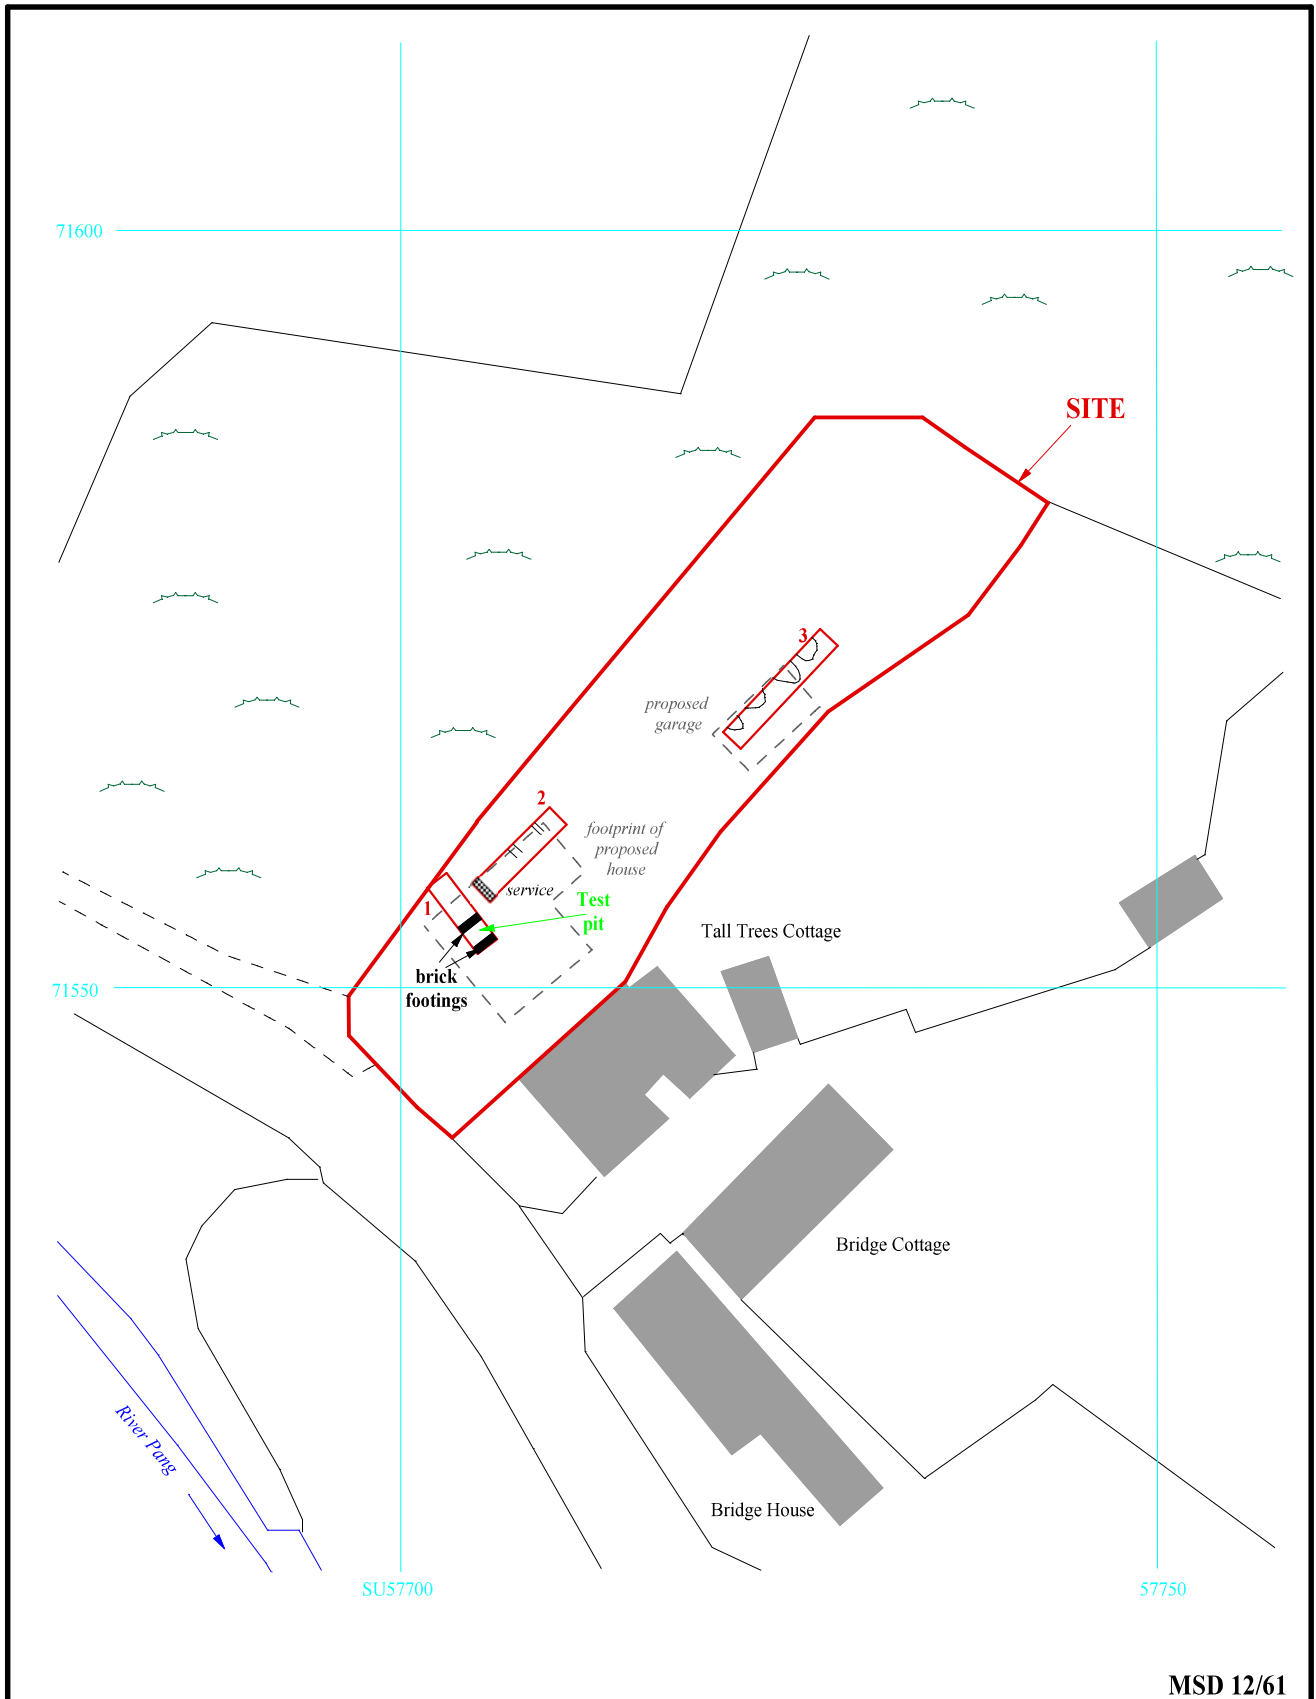 71600
SITE
3
proposed
garage
2
footprint of
proposed
house
service
1
Test
pit
Tall Trees Cottage
brick
footings
71550
Bridge Cottage
River Pang
Bridge House
SU57700
57750
MSD 12/61